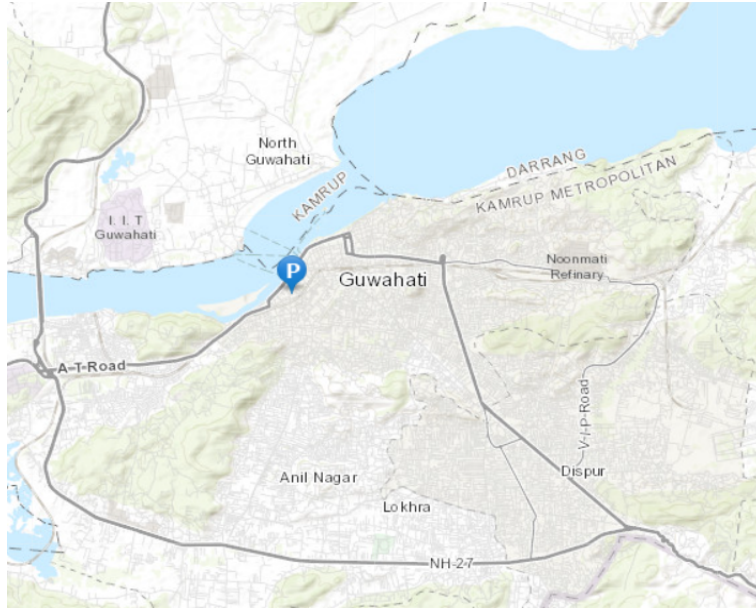 North
Guwahati
DARRANG
KAMRUP
KAMRUP METROPOLITAN
I. I. T
Guwahati
Noonmati
Refinary
P
Guwahati
A T Road
V-I-P-Road
Anil Nagar
Dispur
Lokhra
NH-27